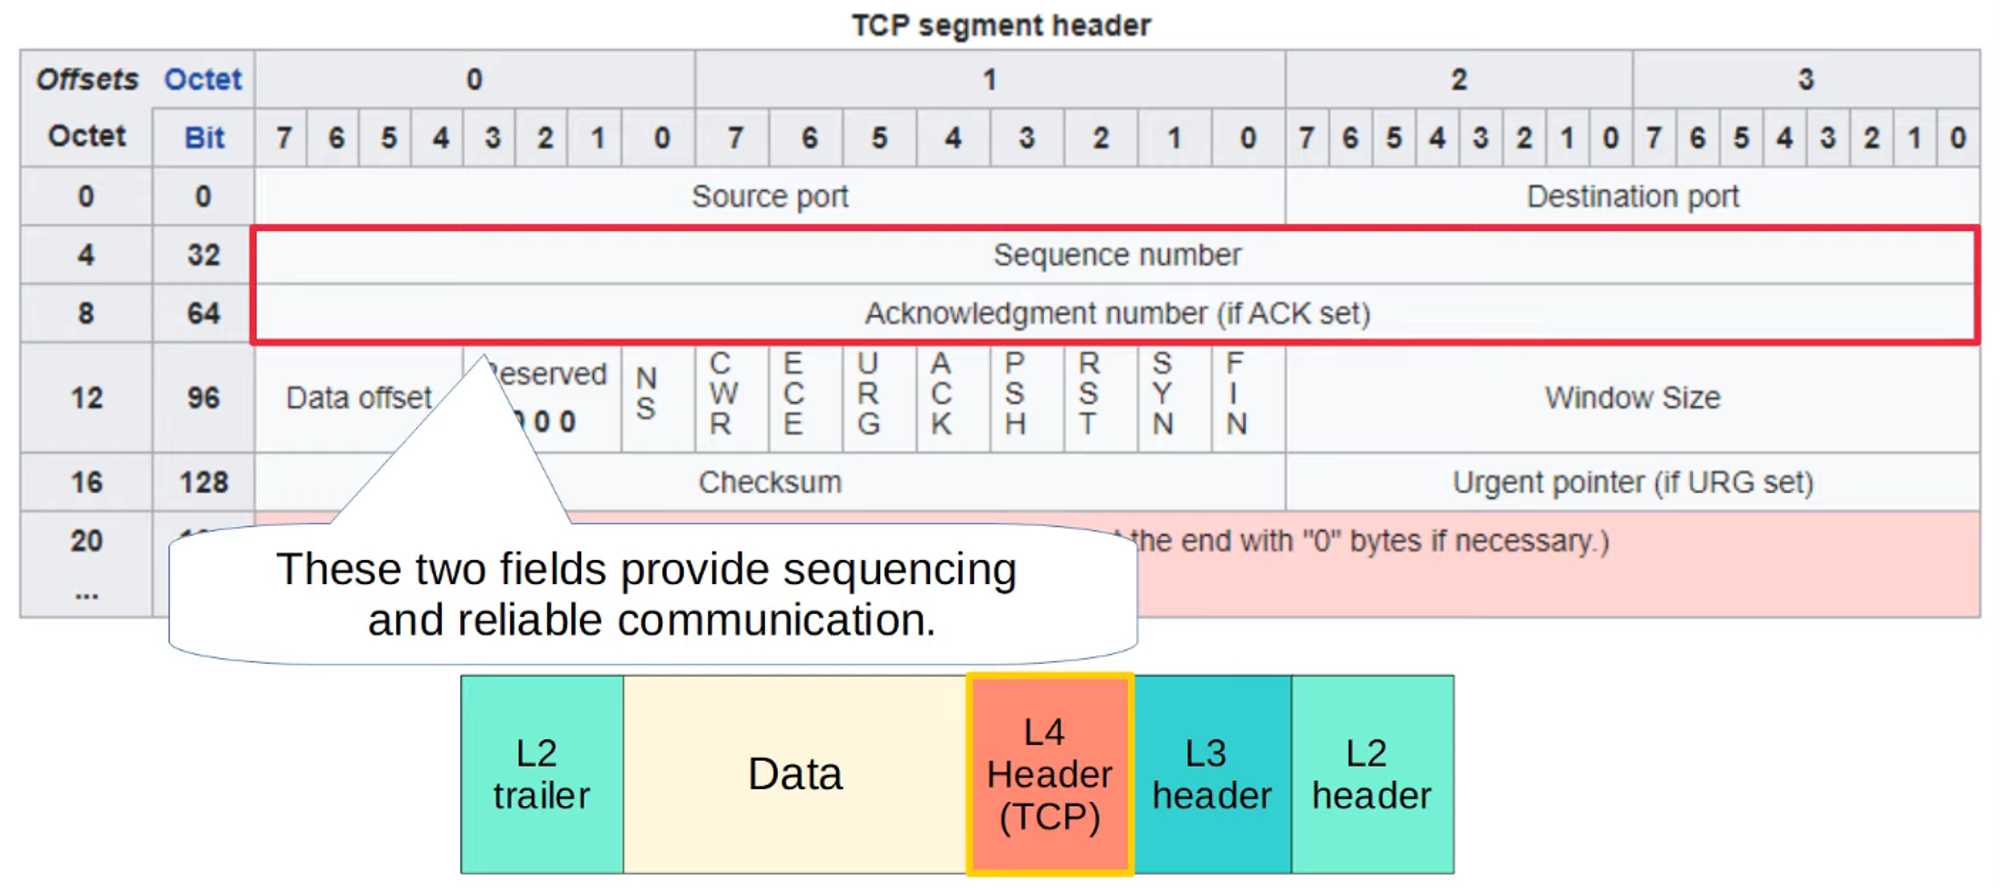 TCP segment header
Offsets Octet 0 1 2 3
Octet Bit 7 6 5 4 3 2 1 0 7 6 5 4 3 2 1 0 7 6 5 4 3 2 1 0 7 6 5 4 3 2 1 0
0 0 Source port Destination port
4 32 Sequence number
8 64 Acknowledgment number (if ACK set)
12 96 Data offset Reserved 0 0 NS CWR ECE URG ACK PSH RST SYN FIN Window Size
16 128 Checksum Urgent pointer (if URG set)
20 the end with "0" bytes if necessary.)
...
These two fields provide sequencing
and reliable communication.
L2 trailer
Data
L4 Header (TCP)
L3 header
L2 header